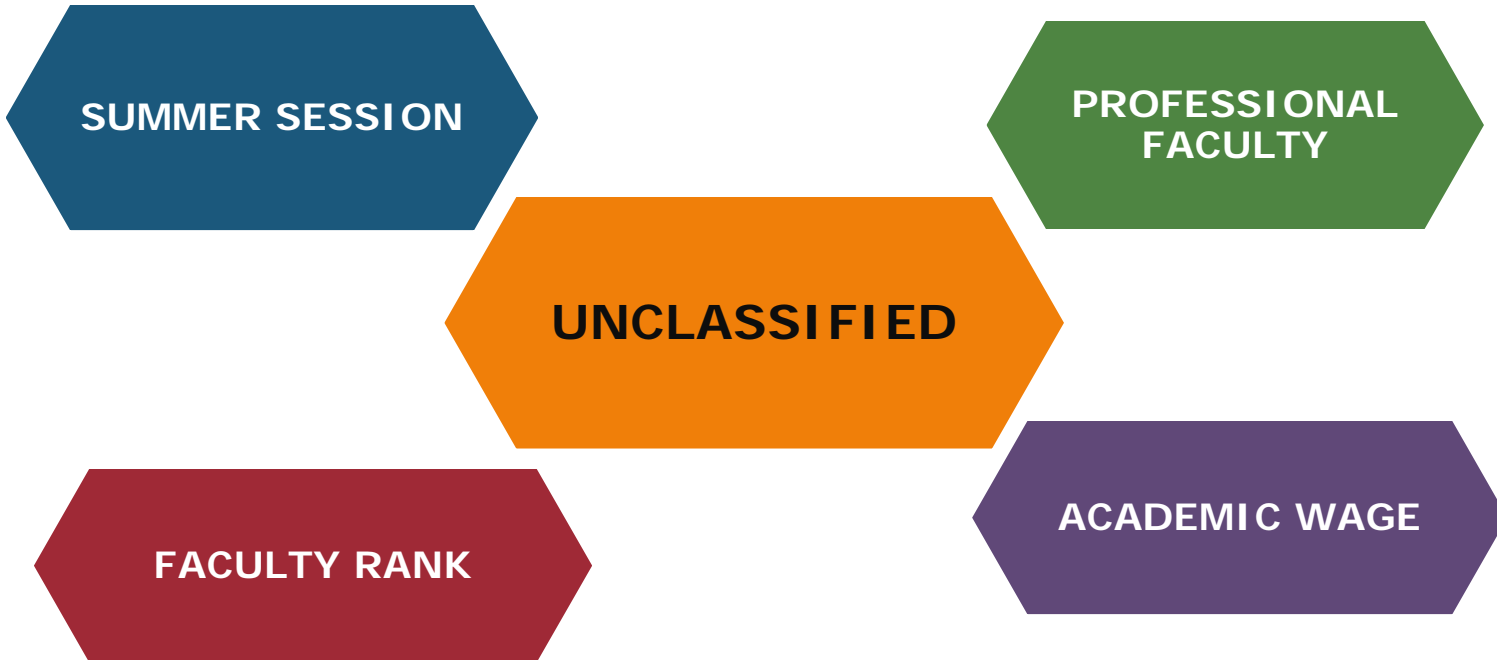 SUMMER SESSION
PROFESSIONAL
FACULTY
UNCLASSIFIED
FACULTY RANK
ACADEMIC WAGE